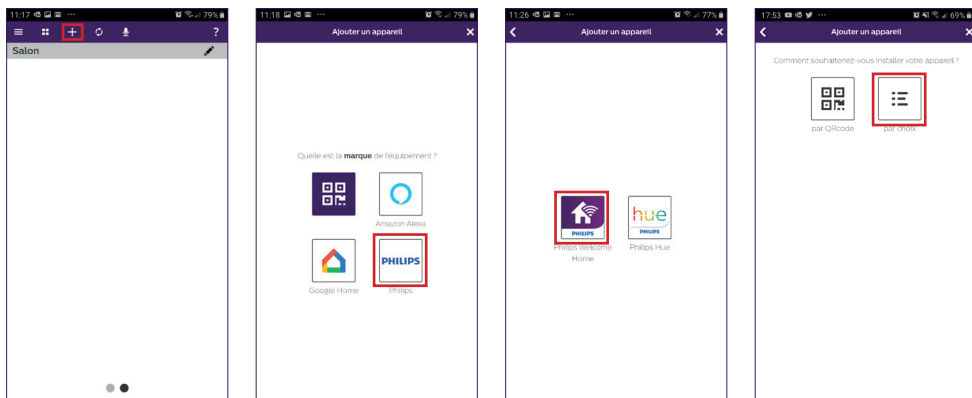 11:17 ... 79%
+ ?
Salon
11:18 ... 79%
Ajouter un appareil ×
Quelle est la marque de l'équipement ?
Amazon Alexa
PHILIPS
Google Home
Philips
11:26 ... 77%
< Ajouter un appareil ×
PHILIPS
Philips Welcome
Home
hue
PHILIPS
Philips Hue
17:53 ... 69%
< Ajouter un appareil ×
Comment souhaiteriez-vous installer votre appareil ?
par QRcode
par choix